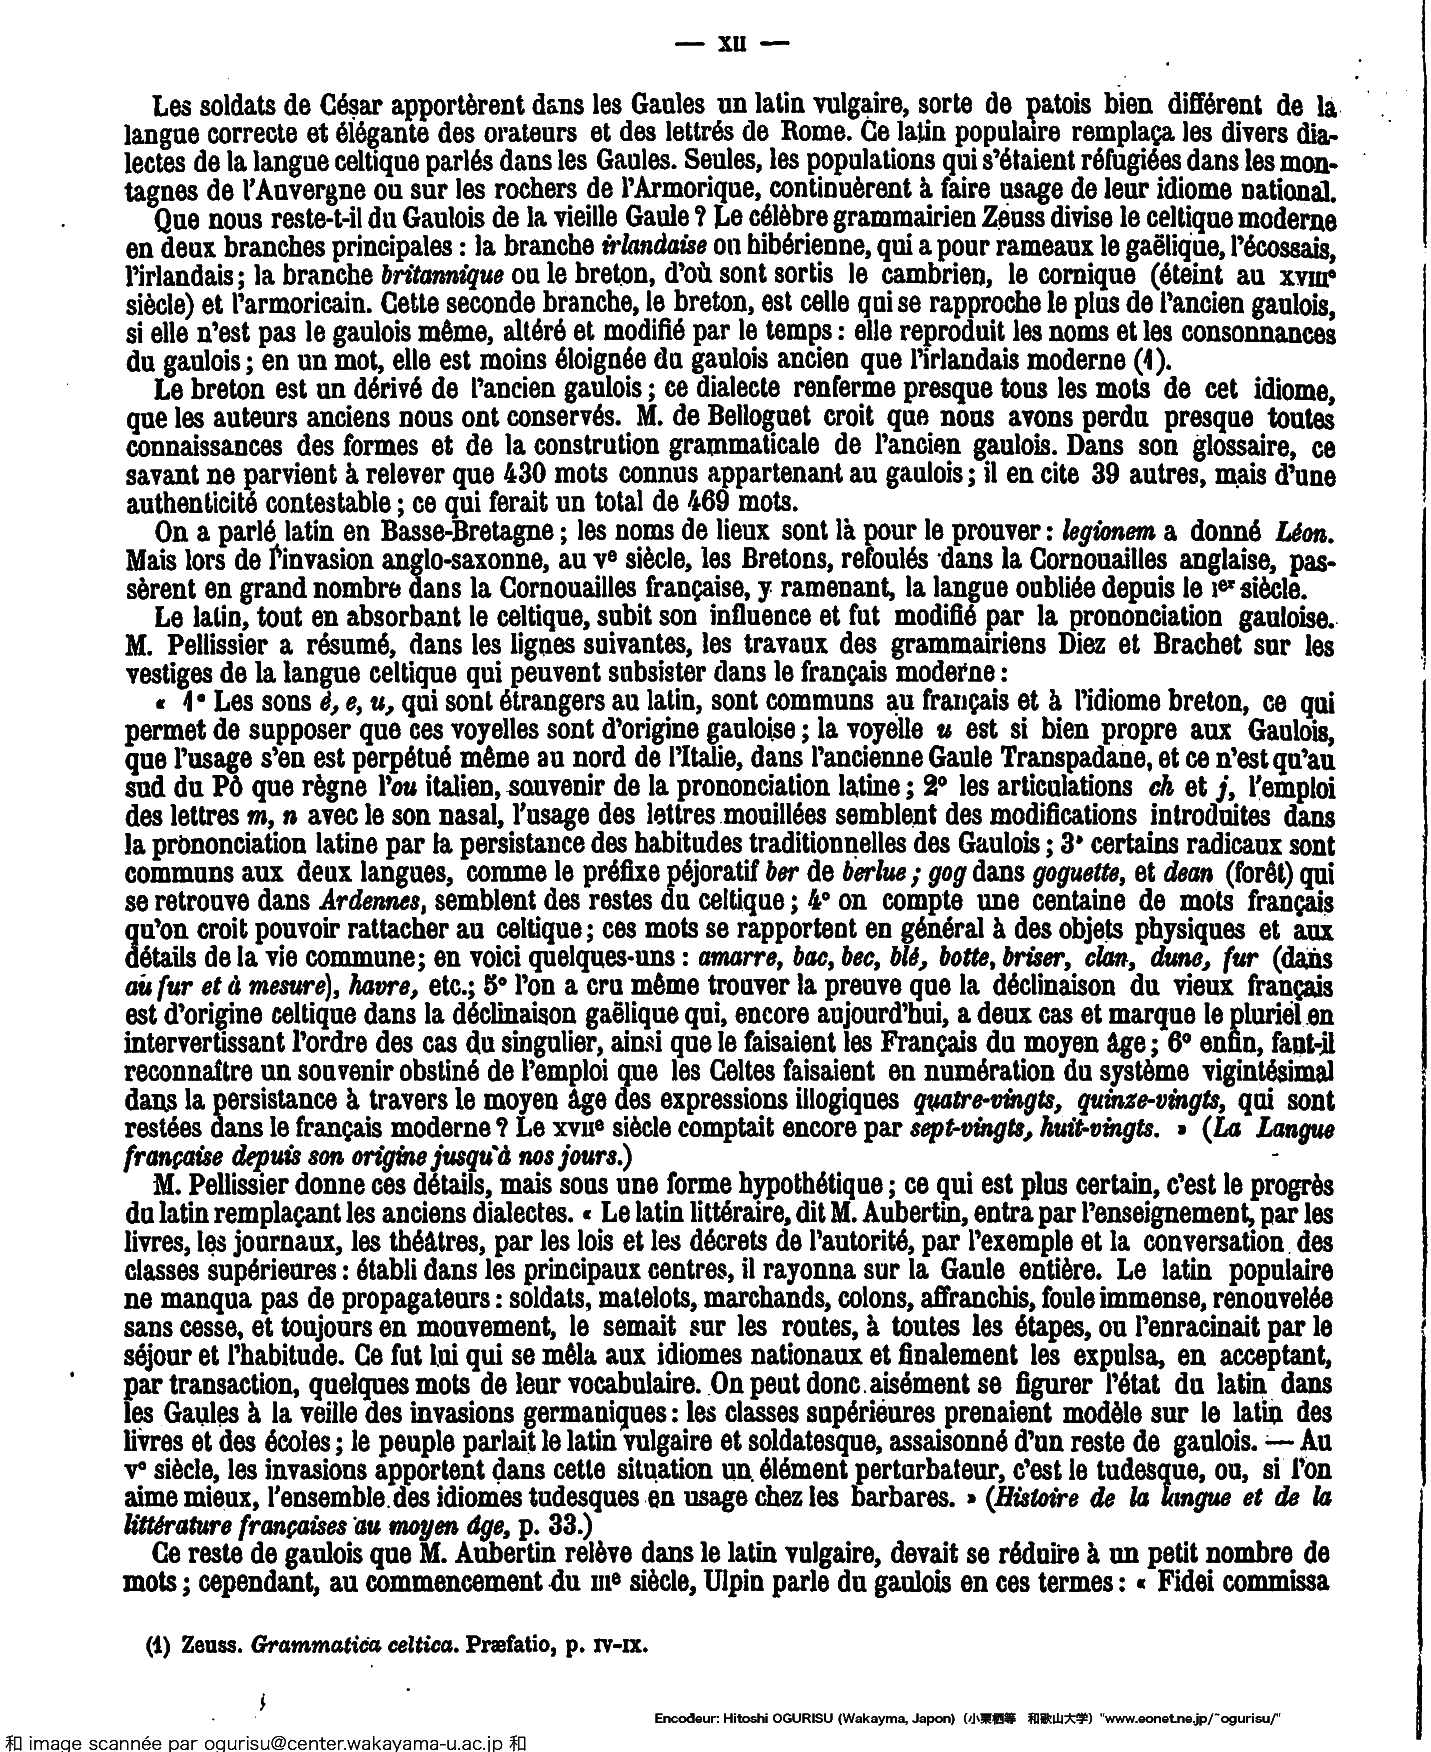 — XII —
Les soldats de César apportèrent dans les Gaules un latin vulgaire, sorte de patois bien différent de la
langue correcte et élégante des orateurs et des lettrés de Rome. Ce latin populaire remplaça les divers dia-
lectes de la langue celtique parlés dans les Gaules. Seules, les populations qui s'étaient réfugiées dans les mon-
tagnes de l'Auvergne ou sur les rochers de l'Armorique, continuèrent à faire usage de leur idiome national.
Que nous reste-t-il du Gaulois de la vieille Gaule ? Le célèbre grammairien Zeuss divise le celtique moderne
en deux branches principales : la branche irlandaise ou hibérienne, qui a pour rameaux le gaëlique, l'écossais,
l'irlandais ; la branche britannique ou le breton, d'où sont sortis le cambrien, le cornique (éteint au XVIIIe
siècle) et l'armoricain. Cette seconde branche, le breton, est celle qui se rapproche le plus de l'ancien gaulois,
si elle n'est pas le gaulois même, altéré et modifié par le temps : elle reproduit les noms et les consonnances
du gaulois ; en un mot, elle est moins éloignée du gaulois ancien que l'irlandais moderne (1).
Le breton est un dérivé de l'ancien gaulois ; ce dialecte renferme presque tous les mots de cet idiome,
que les auteurs anciens nous ont conservés. M. de Belloguet croit que nous avons perdu presque toutes
connaissances des formes et de la constrution grammaticale de l'ancien gaulois. Dans son glossaire, ce
savant ne parvient à relever que 430 mots connus appartenant au gaulois ; il en cite 39 autres, mais d'une
authenticité contestable ; ce qui ferait un total de 469 mots.
On a parlé latin en Basse-Bretagne ; les noms de lieux sont là pour le prouver : legionem a donné Léon.
Mais lors de l'invasion anglo-saxonne, au ve siècle, les Bretons, refoulés dans la Cornouailles anglaise, pas-
sèrent en grand nombre dans la Cornouailles française, y ramenant, la langue oubliée depuis le Ier siècle.
Le latin, tout en absorbant le celtique, subit son influence et fut modifié par la prononciation gauloise.
M. Pellissier a résumé, dans les lignes suivantes, les travaux des grammairiens Diez et Brachet sur les
vestiges de la langue celtique qui peuvent subsister dans le français moderne :
« 1° Les sons é, e, u, qui sont étrangers au latin, sont communs au français et à l'idiome breton, ce qui
permet de supposer que ces voyelles sont d'origine gauloise ; la voyelle u est si bien propre aux Gaulois,
que l'usage s'en est perpétué même au nord de l'Italie, dans l'ancienne Gaule Transpadane, et ce n'est qu'au
sud du Pô que règne l'ou italien, souvenir de la prononciation latine ; 2° les articulations ch et j, l'emploi
des lettres m, n avec le son nasal, l'usage des lettres mouillées semblent des modifications introduites dans
la prononciation latine par la persistance des habitudes traditionnelles des Gaulois ; 3° certains radicaux sont
communs aux deux langues, comme le préfixe péjoratif ber de berlue ; gog dans goguette, et dean (forêt) qui
se retrouve dans Ardennes, semblent des restes du celtique ; 4° on compte une centaine de mots français
qu'on croit pouvoir rattacher au celtique ; ces mots se rapportent en général à des objets physiques et aux
détails de la vie commune; en voici quelques-uns : amarre, bac, bec, blé, botte, briser, clan, dune, fur (dans
au fur et à mesure), havre, etc.; 5° l'on a cru même trouver la preuve que la déclinaison du vieux français
est d'origine celtique dans la déclinaison gaëlique qui, encore aujourd'hui, a deux cas et marque le pluriel en
intervertissant l'ordre des cas du singulier, ainsi que le faisaient les Français du moyen âge ; 6° enfin, faut-il
reconnaître un souvenir obstiné de l'emploi que les Celtes faisaient en numération du système vigintésimal
dans la persistance à travers le moyen âge des expressions illogiques quatre-vingts, quinze-vingts, qui sont
restées dans le français moderne ? Le XVIIe siècle comptait encore par sept-vingts, huit-vingts. » (La Langue
française depuis son origine jusqu'à nos jours.)
M. Pellissier donne ces détails, mais sous une forme hypothétique ; ce qui est plus certain, c'est le progrès
du latin remplaçant les anciens dialectes. « Le latin littéraire, dit M. Aubertin, entra par l'enseignement, par les
livres, les journaux, les théâtres, par les lois et les décrets de l'autorité, par l'exemple et la conversation des
classes supérieures : établi dans les principaux centres, il rayonna sur la Gaule entière. Le latin populaire
ne manqua pas de propagateurs : soldats, matelots, marchands, colons, affranchis, foule immense, renouvelée
sans cesse, et toujours en mouvement, le semait sur les routes, à toutes les étapes, ou l'enracinait par le
séjour et l'habitude. Ce fut lui qui se mêla aux idiomes nationaux et finalement les expulsa, en acceptant,
par transaction, quelques mots de leur vocabulaire. On peut donc aisément se figurer l'état du latin dans
les Gaules à la veille des invasions germaniques : les classes supérieures prenaient modèle sur le latin des
livres et des écoles ; le peuple parlait le latin vulgaire et soldatesque, assaisonné d'un reste de gaulois. — Au
Ve siècle, les invasions apportent dans cette situation un élément perturbateur, c'est le tudesque, ou, si l'on
aime mieux, l'ensemble des idiomes tudesques en usage chez les barbares. » (Histoire de la langue et de la
littérature françaises au moyen âge, p. 33.)
Ce reste de gaulois que M. Aubertin relève dans le latin vulgaire, devait se réduire à un petit nombre de
mots ; cependant, au commencement du IIIe siècle, Ulpin parle du gaulois en ces termes : « Fidei commissa
(1) Zeuss. Grammatica celtica. Præfatio, p. IV-IX.
Encodeur: Hitoshi OGURISU (Wakayma, Japon) (小栗栖等 和歌山大学) "www.eonet.ne.jp/~ogurisu/"
和 image scannée par ogurisu@center.wakayama-u.ac.jp 和